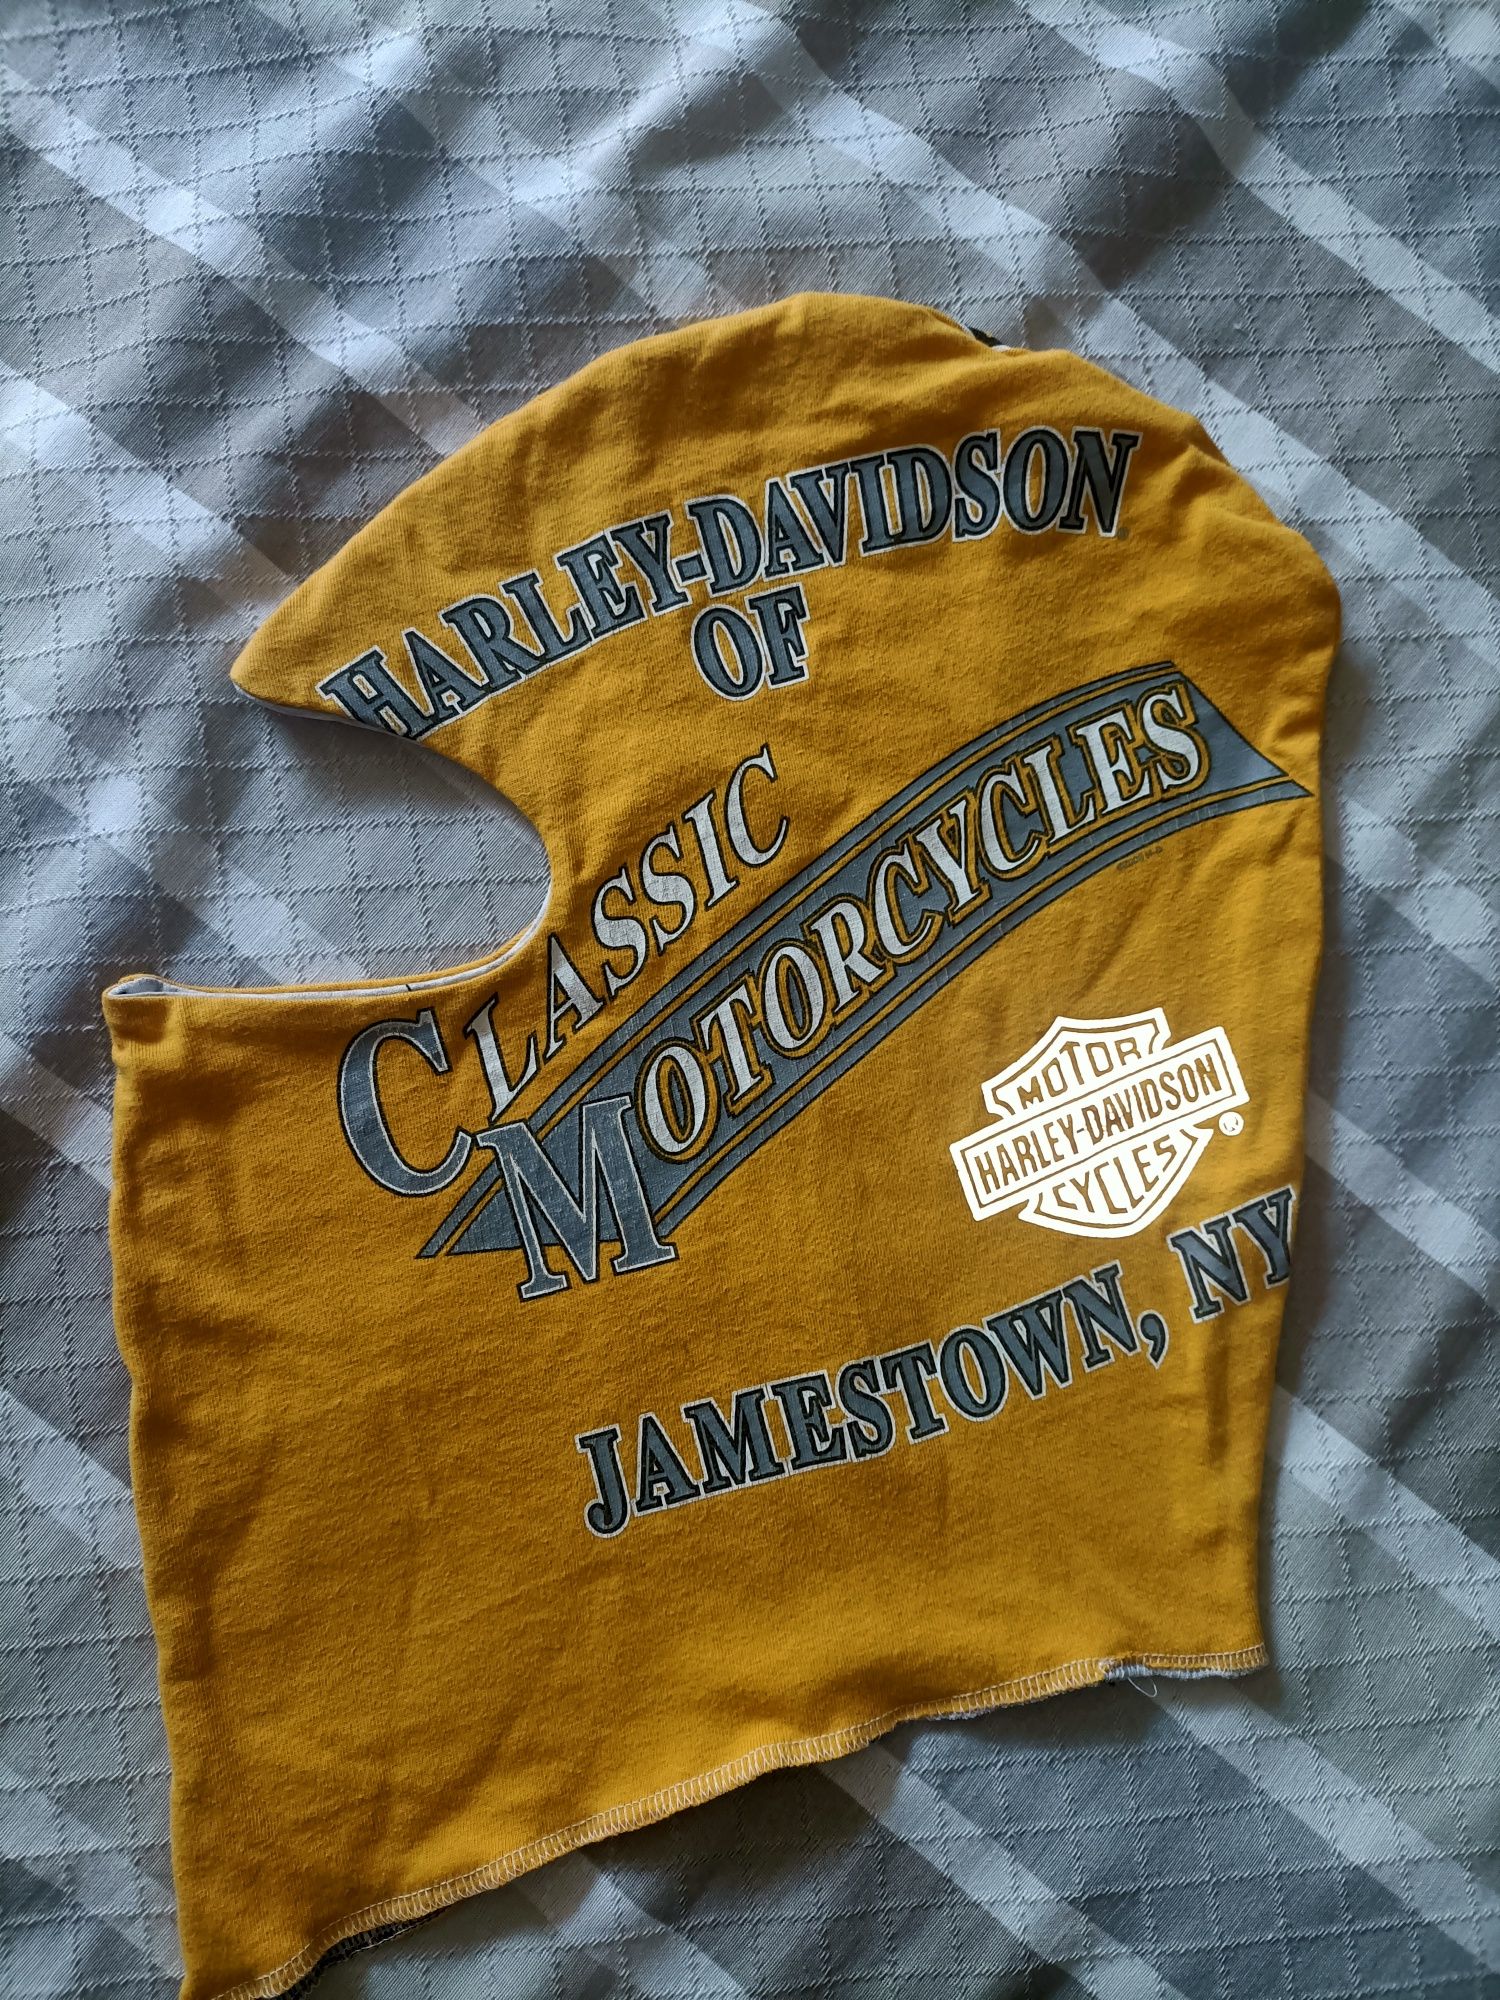 HARLEY-DAVIDSON
OF
CLASSIC
MOTORCYCLES
MOTOR
HARLEY-DAVIDSON
CYCLES
®
JAMESTOWN, NY